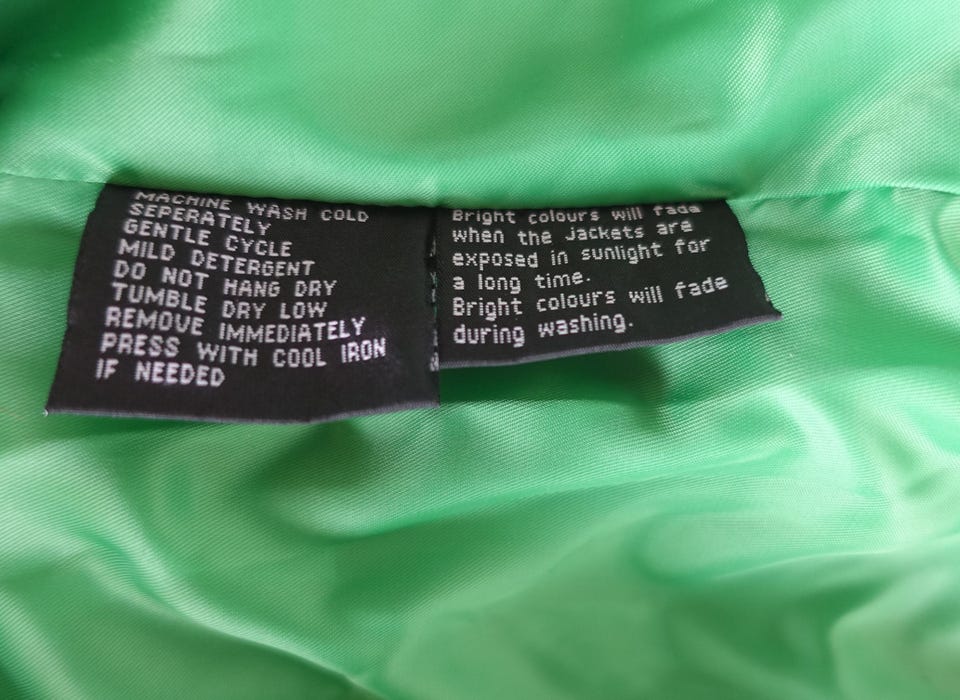 MACHINE WASH COLD
SEPERATELY
GENTLE CYCLE
MILD DETERGENT
DO NOT HANG DRY
TUMBLE DRY LOW
REMOVE IMMEDIATELY
PRESS WITH COOL IRON
IF NEEDED
Bright colours will fade
when the Jackets are
exposed in sunlight for
a long time.
Bright colours will fade
during washing.